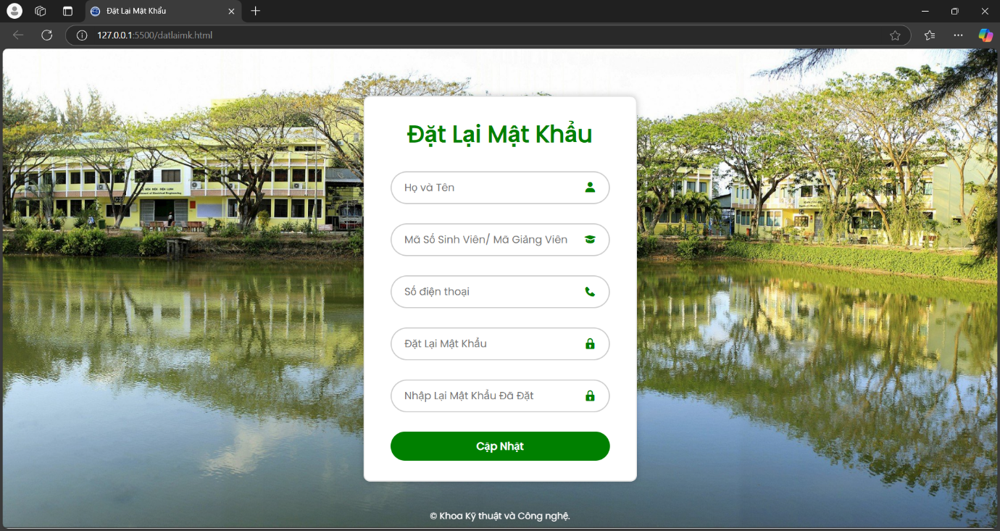 Đặt Lại Mật Khẩu
127.0.0.1:5500/datlaimk.html
Đặt Lại Mật Khẩu
Họ và Tên
Mã Số Sinh Viên/ Mã Giảng Viên
Số điện thoại
Đặt Lại Mật Khẩu
Nhập Lại Mật Khẩu Đã Đặt
Cập Nhật
C2
© Khoa Kỹ thuật và Công nghệ.